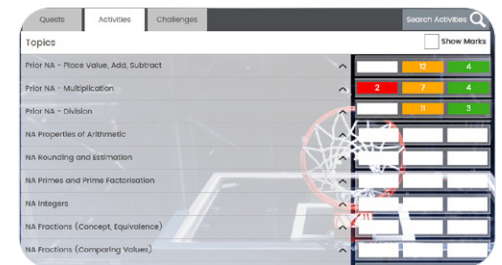 Quests Activities Challenges Search Activities
Topics Show Marks
Prior NA - Place Value, Add, Subtract 12 4
Prior NA - Multiplication 2 7 4
Prior NA - Division 11 3
NA Properties of Arithmetic
NA Rounding and Estimation
NA Primes and Prime Factorisation
NA Integers
NA Fractions (Concept, Equivalence)
NA Fractions (Comparing Values)